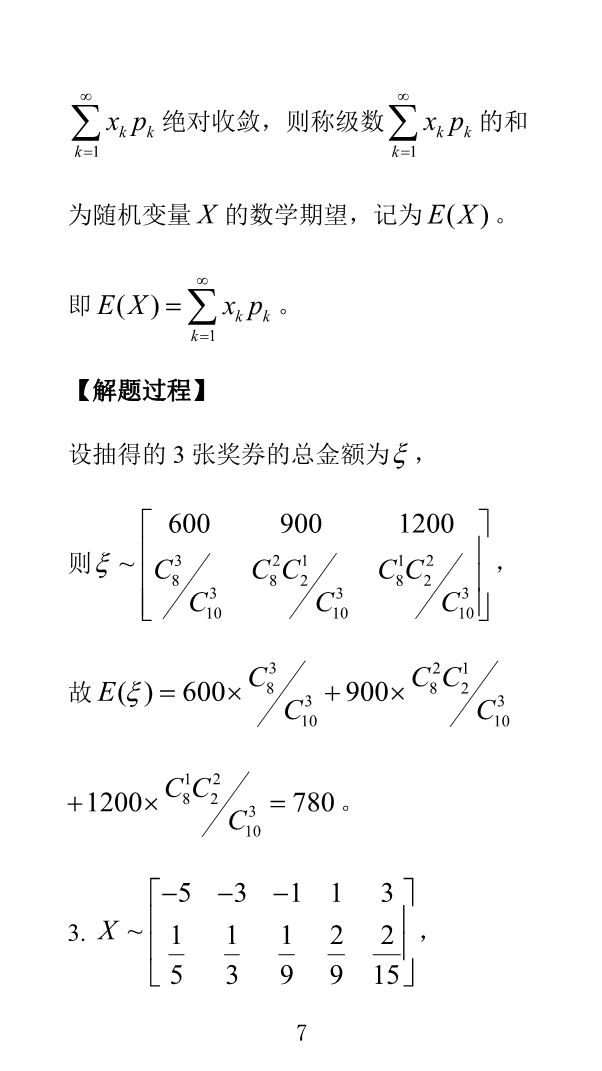 $\sum_{k=1}^{\infty} x_k p_k$ 绝对收敛，则称级数 $\sum_{k=1}^{\infty} x_k p_k$ 的和
为随机变量 $X$ 的数学期望，记为 $E(X)$。
即 $E(X)=\sum_{k=1}^{\infty} x_k p_k$。
【解题过程】
设抽得的 3 张奖券的总金额为 $\xi$，
则 $\xi \sim \begin{bmatrix} 600 & 900 & 1200 \\ C_8^3/C_{10}^3 & C_8^2C_2^1/C_{10}^3 & C_8^1C_2^2/C_{10}^3 \end{bmatrix}$，
故 $E(\xi)=600\times C_8^3/C_{10}^3+900\times C_8^2C_2^1/C_{10}^3$
$+1200\times C_8^1C_2^2/C_{10}^3=780$。
3. $X \sim \begin{bmatrix} -5 & -3 & -1 & 1 & 3 \\ \frac{1}{5} & \frac{1}{3} & \frac{1}{9} & \frac{2}{9} & \frac{2}{15} \end{bmatrix}$，
7